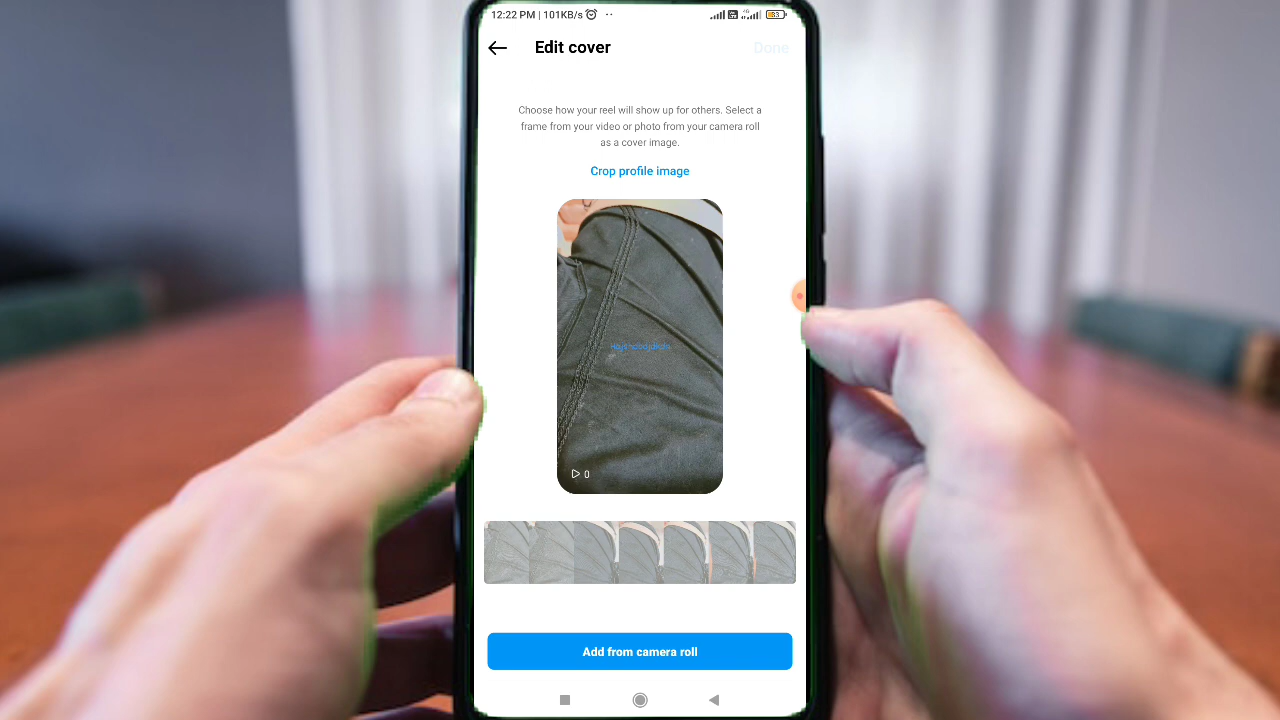 12:22 PM | 101KB/s
4G
33
Edit cover
Done
Choose how your reel will show up for others. Select a
frame from your video or photo from your camera roll
as a cover image.
Crop profile image
0
Add from camera roll